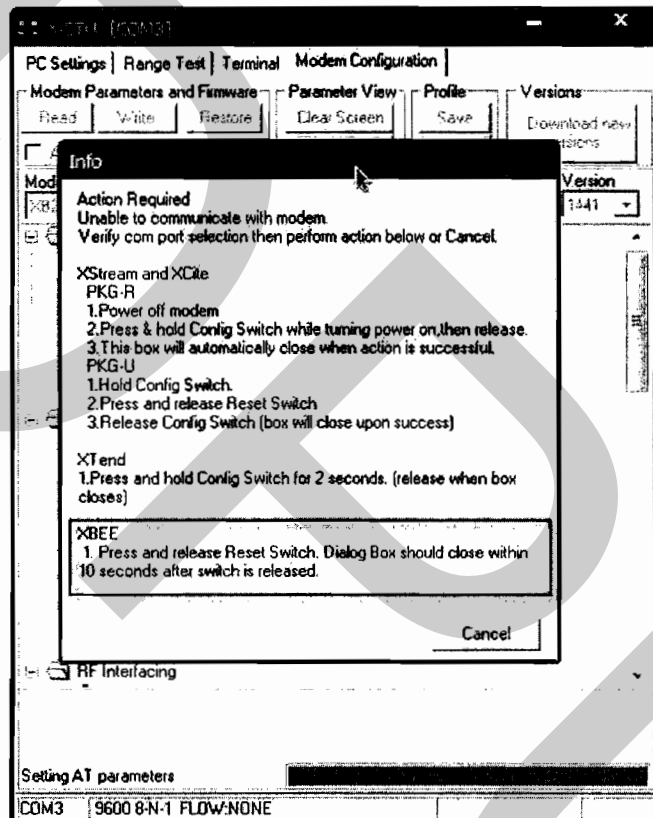 X-CTU [COM3]
PC Settings Range Test Terminal Modem Configuration
Modem Parameters and Firmware Parameter View Profile Versions
Read Write Restore Clear Screen Save Download new
Info
Version
1441
Action Required
Unable to communicate with modem.
Verify com port selection then perform action below or Cancel.
XStream and XCite
PKG-R
1.Power off modem
2.Press & hold Config Switch while turning power on,then release.
3.This box will automatically close when action is successful.
PKG-U
1.Hold Config Switch.
2.Press and release Reset Switch
3.Release Config Switch (box will close upon success)
XTend
1.Press and hold Config Switch for 2 seconds. (release when box
closes)
XBEE
1. Press and release Reset Switch. Dialog Box should close within
10 seconds after switch is released.
Cancel
RF Interfacing
Setting AT parameters
COM3 9600 8-N-1 FLOW:NONE